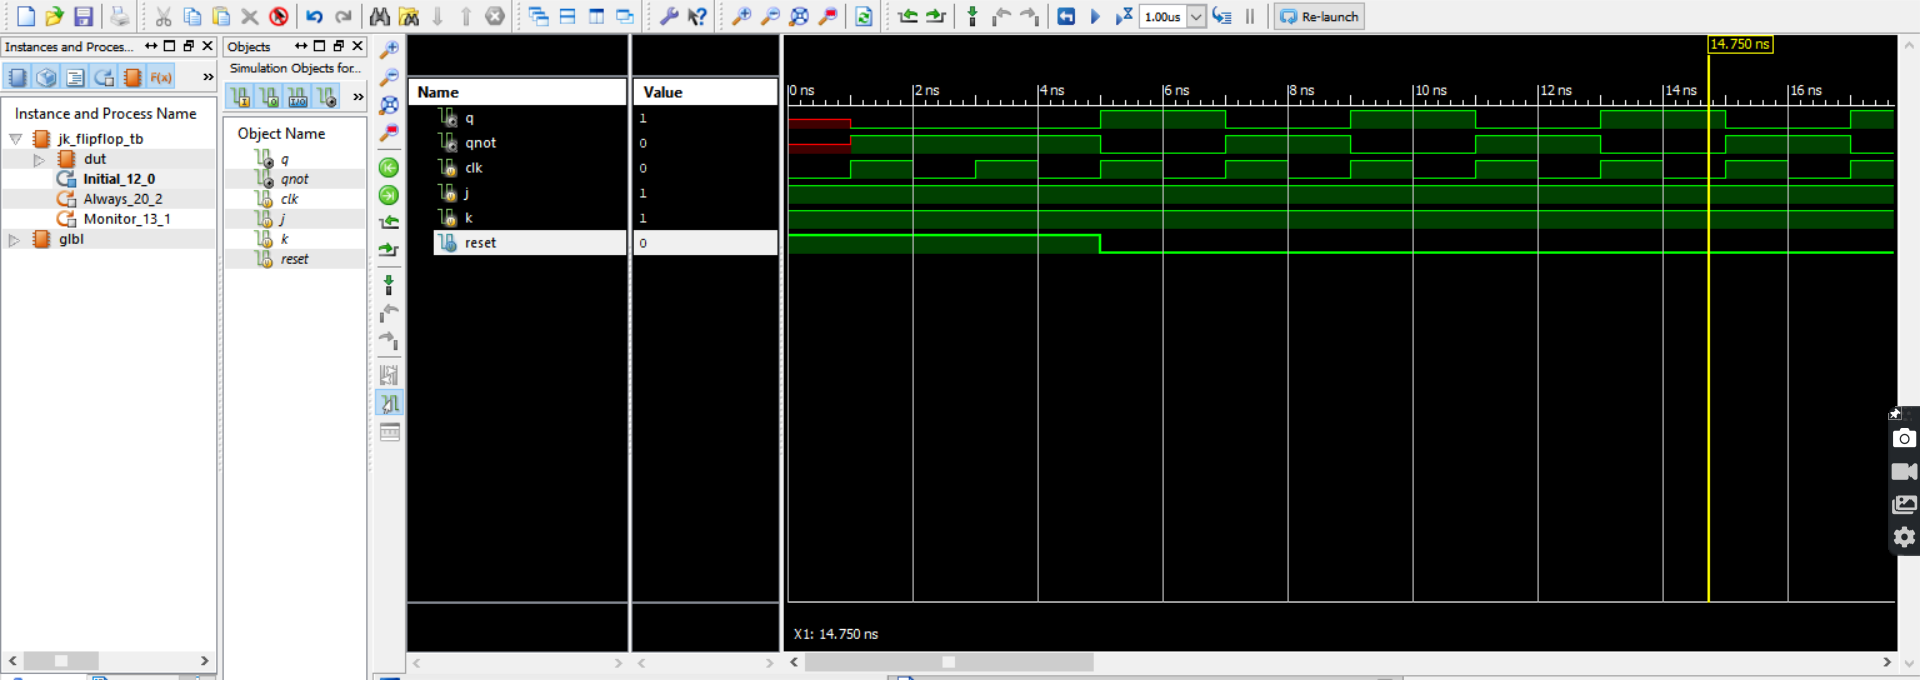 1.00us
Re-launch
Instances and Proces...
F(x)
»
Instance and Process Name
jk_flipflop_tb
dut
Initial_12_0
Always_20_2
Monitor_13_1
glbl
Objects
Simulation Objects for...
»
Object Name
q
qnot
clk
j
k
reset
Name
q
qnot
clk
j
k
reset
Value
1
0
0
1
1
0
14.750 ns
0 ns
2 ns
4 ns
6 ns
8 ns
10 ns
12 ns
14 ns
16 ns
X1: 14.750 ns